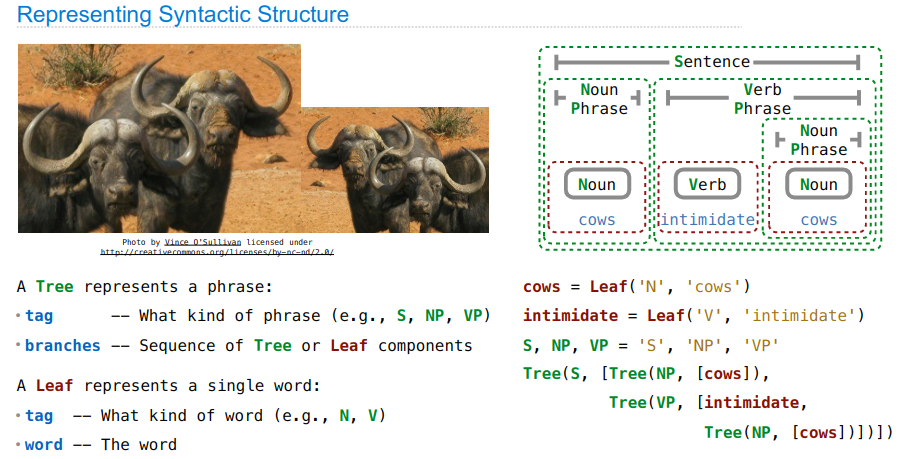 Representing Syntactic Structure
Sentence
Noun Phrase
Verb Phrase
Noun Phrase
Noun
Verb
Noun
cows
intimidate
cows
Photo by Vince O'Sullivan licensed under
http://creativecommons.org/licenses/by-nc-nd/2.0/
A Tree represents a phrase:
•tag -- What kind of phrase (e.g., S, NP, VP)
•branches -- Sequence of Tree or Leaf components
A Leaf represents a single word:
•tag -- What kind of word (e.g., N, V)
•word -- The word
cows = Leaf('N', 'cows')
intimidate = Leaf('V', 'intimidate')
S, NP, VP = 'S', 'NP', 'VP'
Tree(S, [Tree(NP, [cows]),
Tree(VP, [intimidate,
Tree(NP, [cows])])])